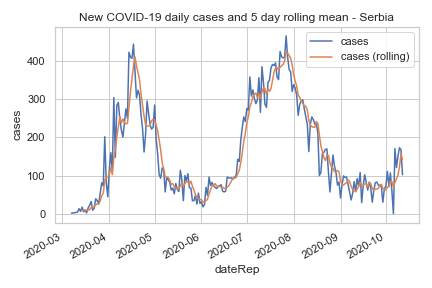 New COVID-19 daily cases and 5 day rolling mean - Serbia
cases
cases (rolling)
cases
400
300
200
100
0
2020-03
2020-04
2020-05
2020-06
2020-07
2020-08
2020-09
2020-10
dateRep